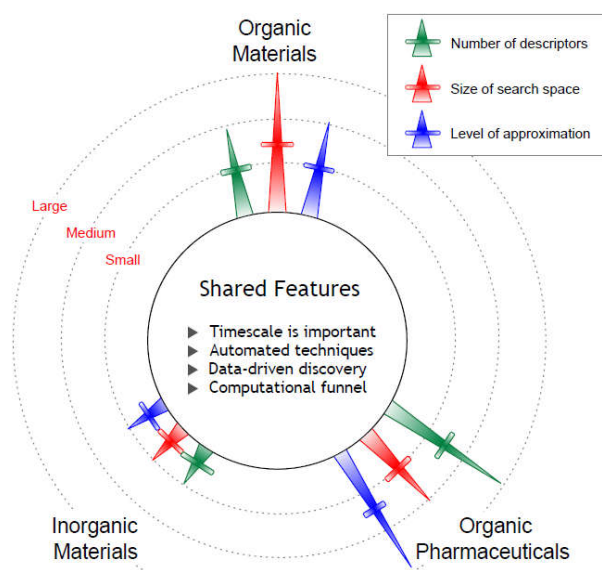 Organic
Materials
Number of descriptors
Size of search space
Level of approximation
Large
Medium
Small
Shared Features
Timescale is important
Automated techniques
Data-driven discovery
Computational funnel
Inorganic
Materials
Organic
Pharmaceuticals